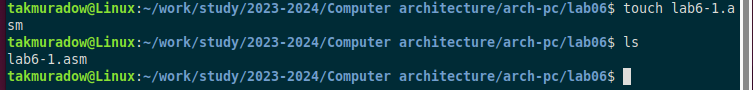 takmuradow@Linux:~/work/study/2023-2024/Computer architecture/arch-pc/lab06$ touch lab6-1.a
sm
takmuradow@Linux:~/work/study/2023-2024/Computer architecture/arch-pc/lab06$ ls
lab6-1.asm
takmuradow@Linux:~/work/study/2023-2024/Computer architecture/arch-pc/lab06$